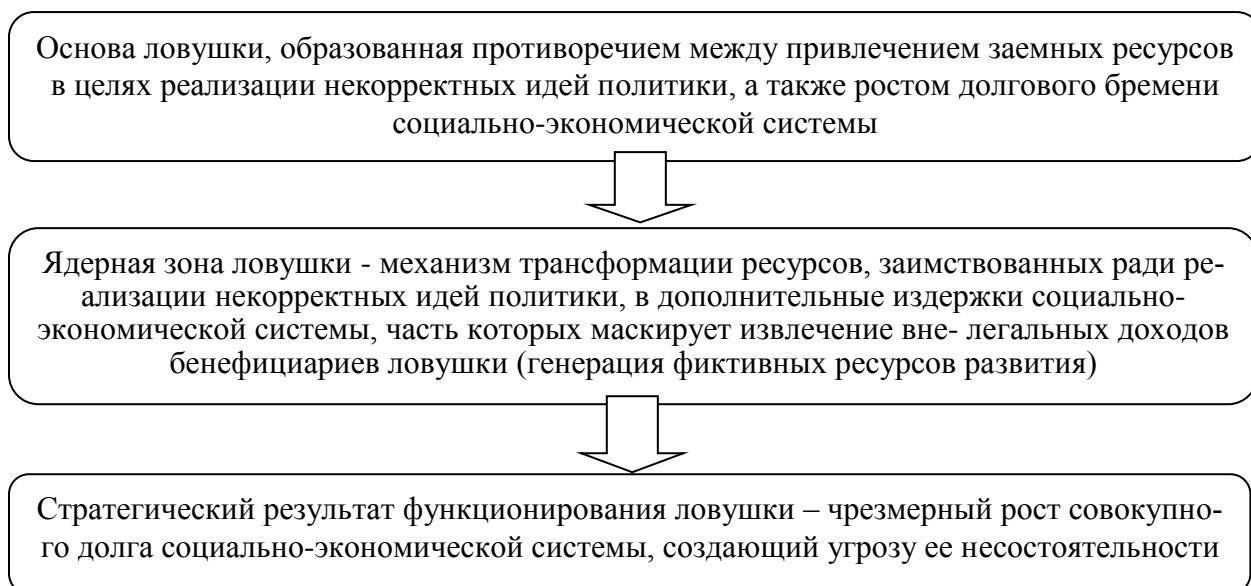 Основа ловушки, образованная противоречием между привлечением заемных ресурсов
в целях реализации некорректных идей политики, а также ростом долгового бремени
социально-экономической системы
Ядерная зона ловушки - механизм трансформации ресурсов, заимствованных ради ре-
ализации некорректных идей политики, в дополнительные издержки социально-
экономической системы, часть которых маскирует извлечение вне- легальных доходов
бенефициариев ловушки (генерация фиктивных ресурсов развития)
Стратегический результат функционирования ловушки – чрезмерный рост совокупно-
го долга социально-экономической системы, создающий угрозу ее несостоятельности